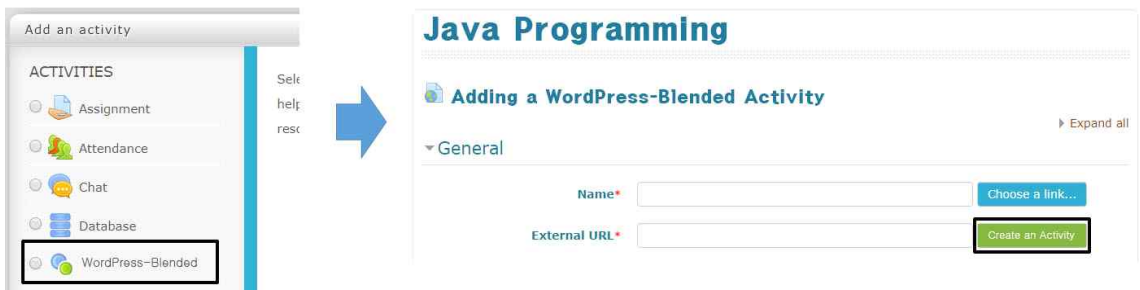 Add an activity
ACTIVITIES
Assignment
Attendance
Chat
Database
WordPress-Blended
Java Programming
Adding a WordPress-Blended Activity
Expand all
General
Name*
Choose a link...
External URL*
Create an Activity